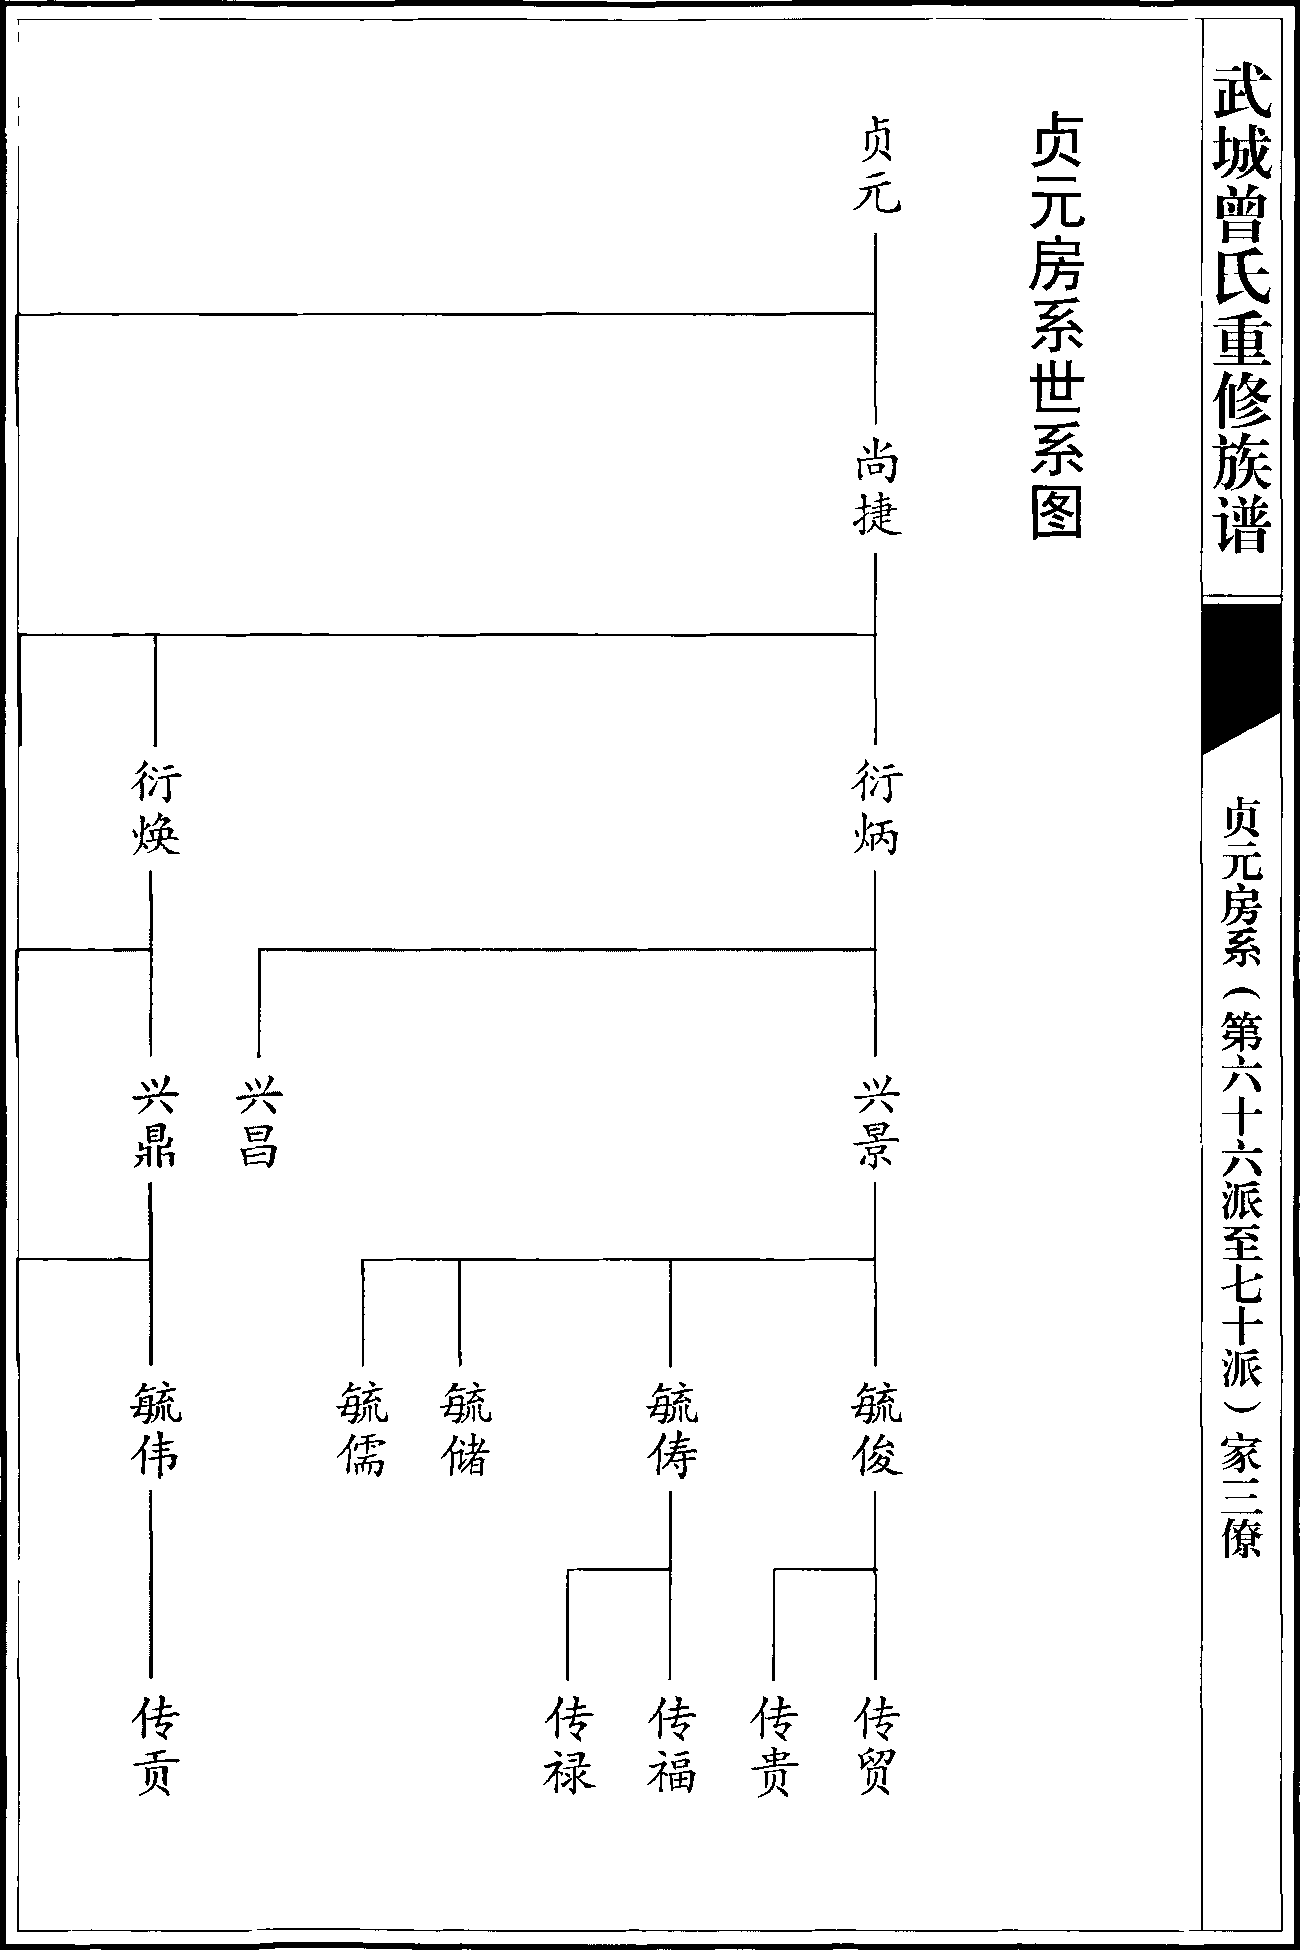 武城曾氏重修族谱
贞元房系（第六十六派至七十派）家三僚
贞元房系世系图
贞元
尚捷
衍炳
衍焕
兴景
兴昌
兴鼎
毓俊
毓俦
毓储
毓儒
毓伟
传贸
传贵
传福
传禄
传贡